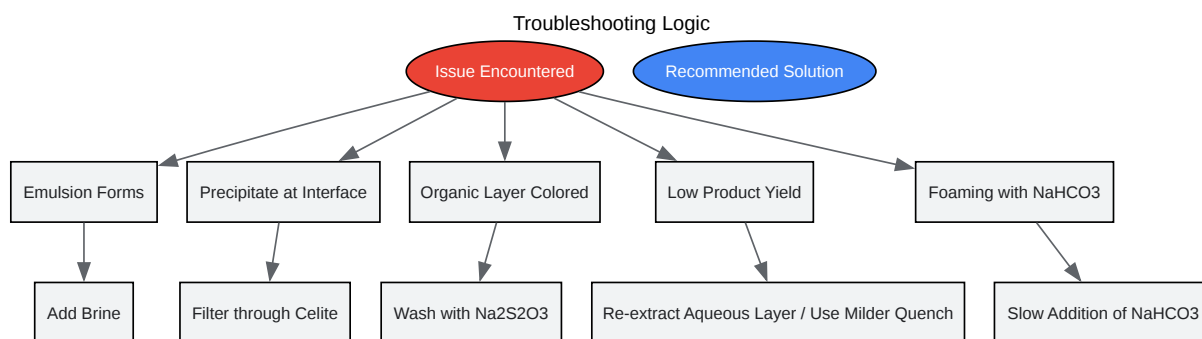 Troubleshooting Logic
Issue Encountered
Recommended Solution
Emulsion Forms
Precipitate at Interface
Organic Layer Colored
Low Product Yield
Foaming with NaHCO3
Add Brine
Filter through Celite
Wash with Na2S2O3
Re-extract Aqueous Layer / Use Milder Quench
Slow Addition of NaHCO3